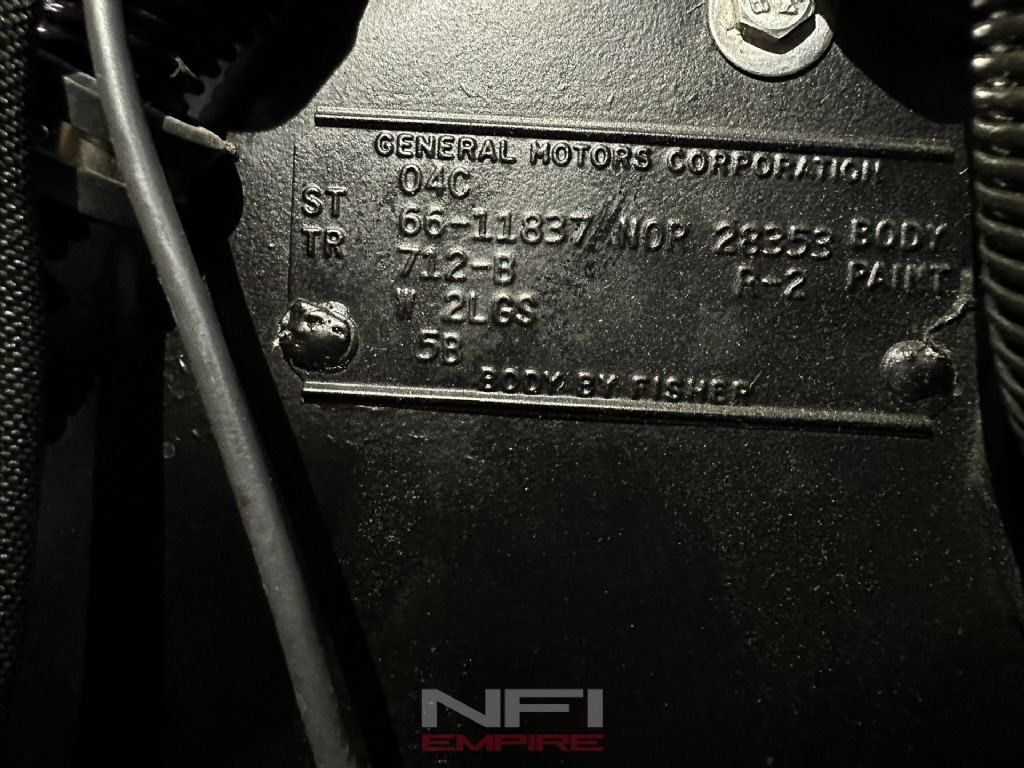 GENERAL MOTORS CORPORATION
04C
ST 66-11837 NOR 28353 BODY
TR 712-B R-2 PAINT
W 2LGS
5B
BODY BY FISHER
NFI
EMPIRE